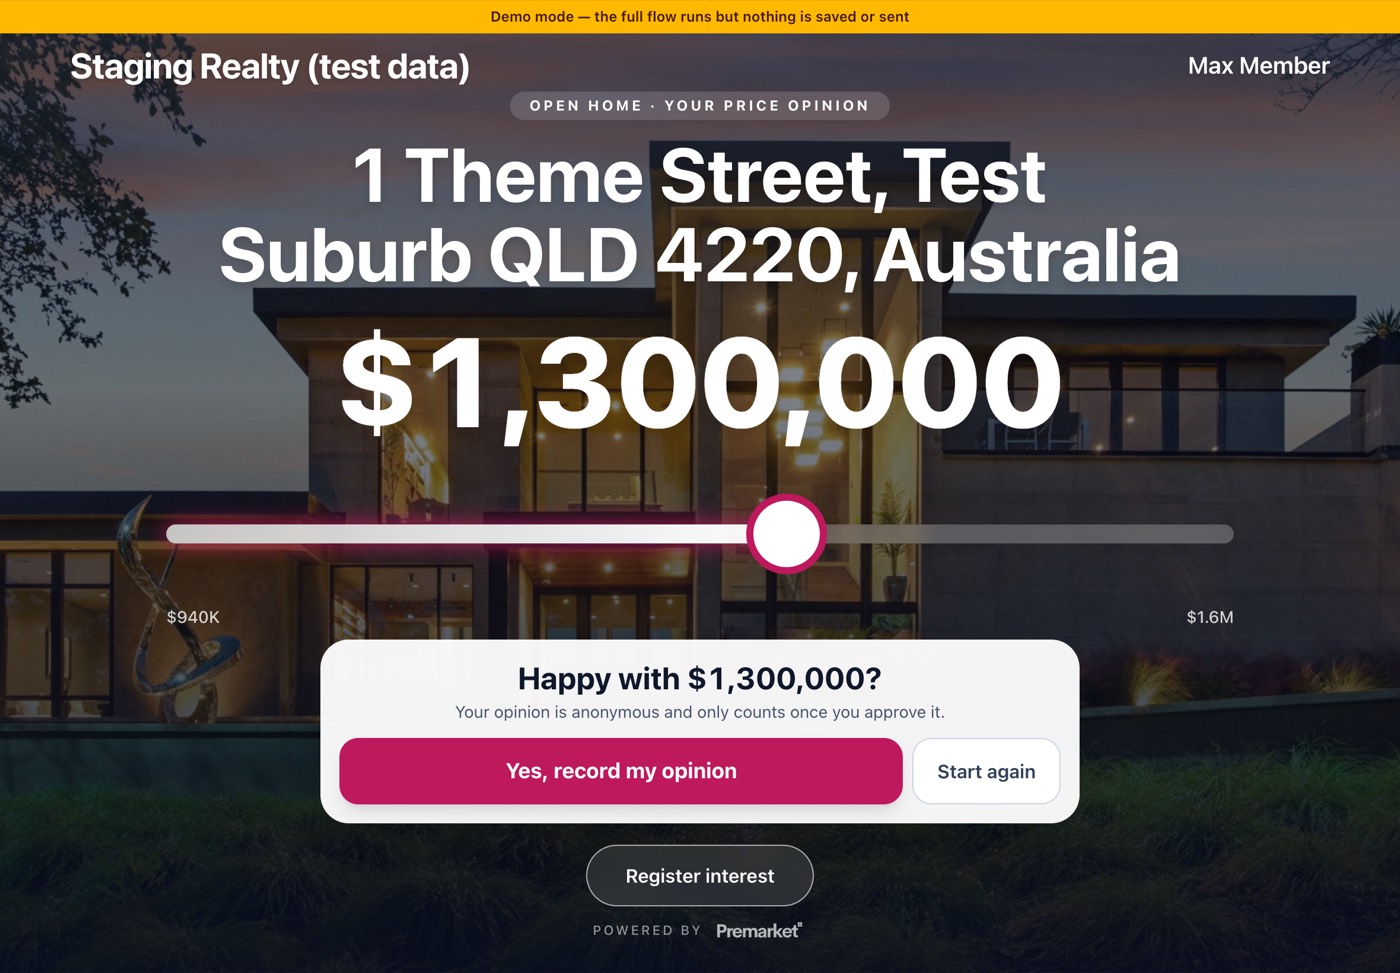 Demo mode — the full flow runs but nothing is saved or sent
Staging Realty (test data)
Max Member
OPEN HOME · YOUR PRICE OPINION
1 Theme Street, Test
Suburb QLD 4220, Australia
$1,300,000
$940K
$1.6M
Happy with $1,300,000?
Your opinion is anonymous and only counts once you approve it.
Yes, record my opinion
Start again
Register interest
POWERED BY Premarket